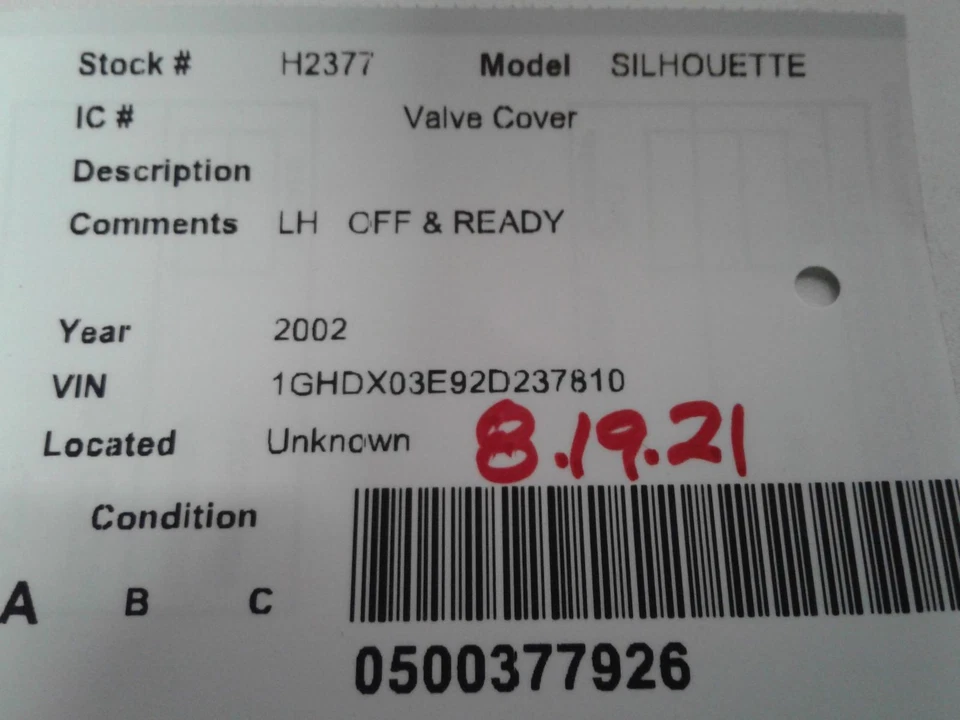 Stock # H2377 Model SILHOUETTE
IC # Valve Cover
Description
Comments LH OFF & READY
Year 2002
VIN 1GHDX03E92D237810
Located Unknown 8.19.21
Condition
A B C
0500377926